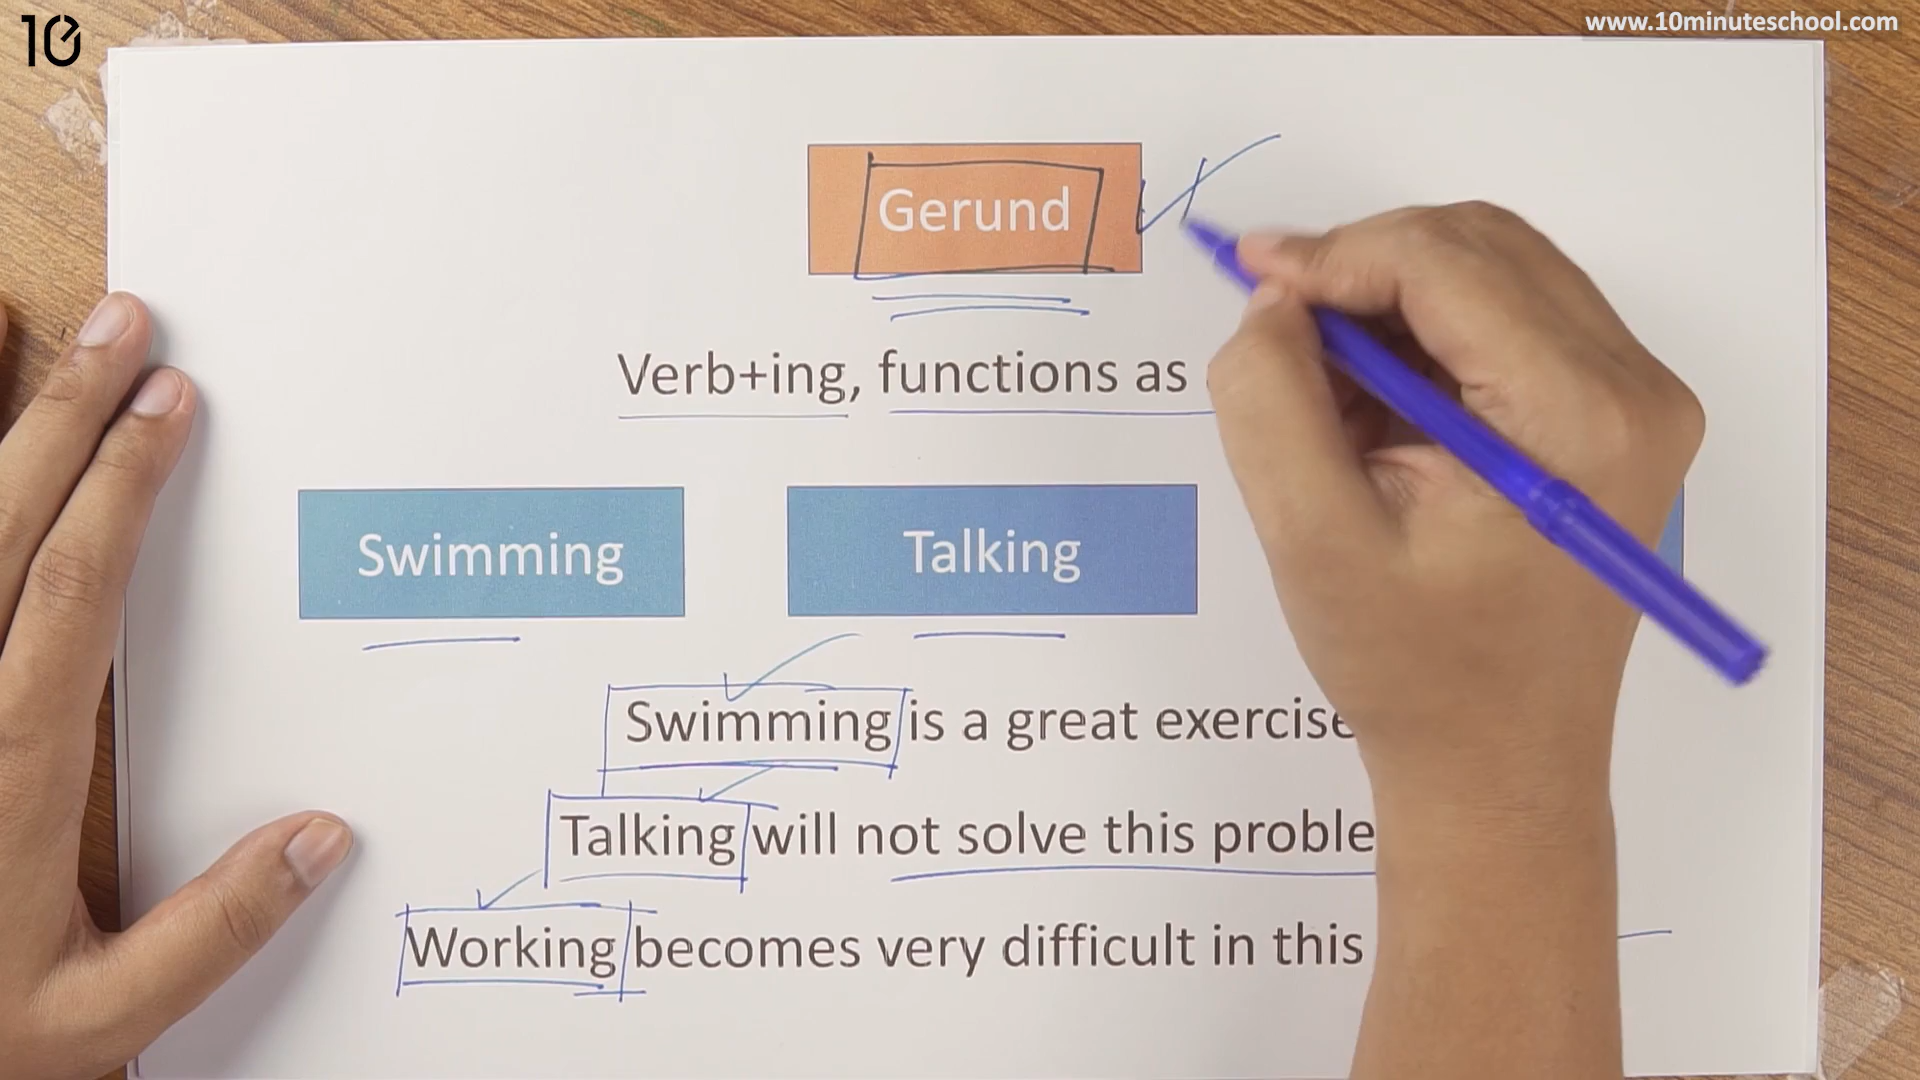 10
www.10minuteschool.com
Gerund
Verb+ing, functions as
Swimming
Talking
Swimming is a great exercise
Talking will not solve this proble
Working becomes very difficult in this